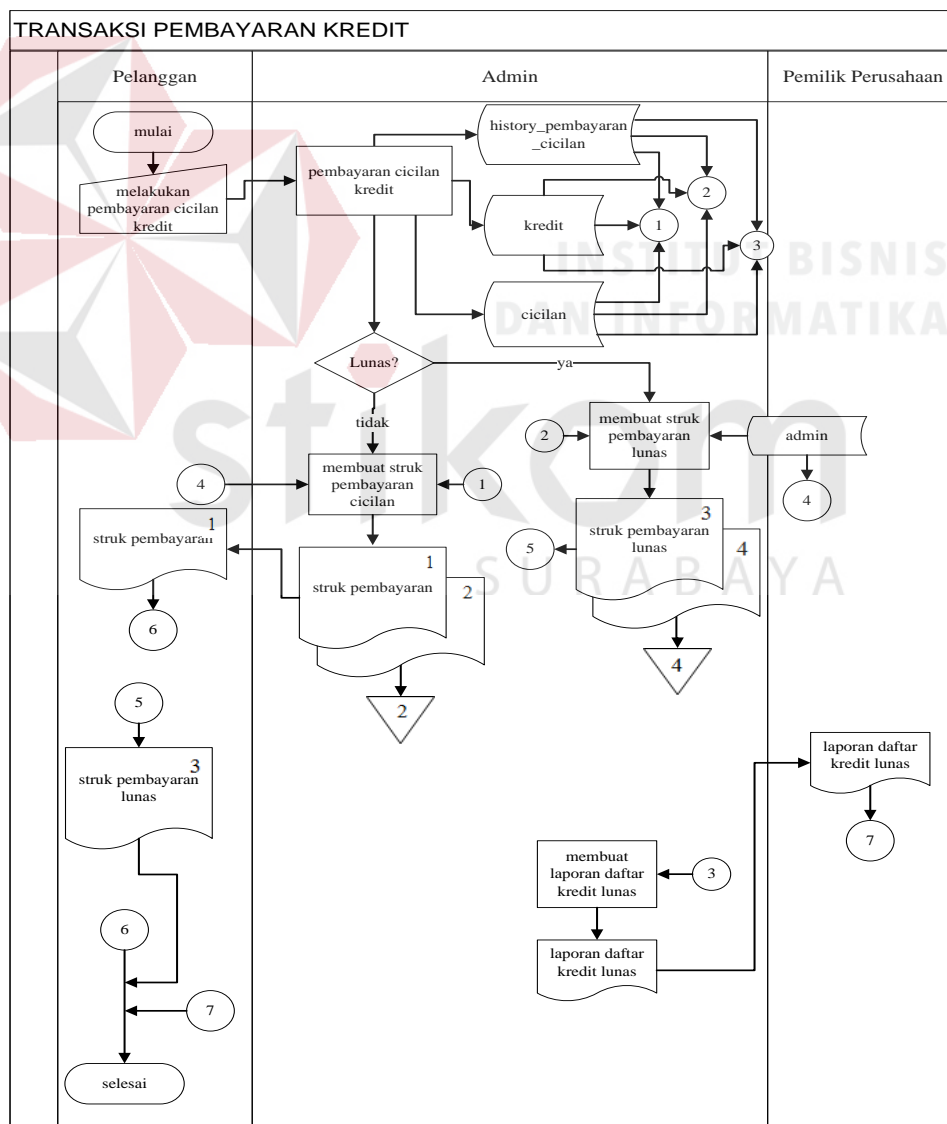 TRANSAKSI PEMBAYARAN KREDIT
Pelanggan
Admin
Pemilik Perusahaan
mulai
melakukan
pembayaran cicilan
kredit
pembayaran cicilan
kredit
history_pembayaran
_cicilan
kredit
cicilan
2
1
3
INSTITUT BISNIS
DAN INFORMATIKA
stikom
SURABAYA
Lunas?
ya
tidak
2
membuat struk
pembayaran
lunas
admin
4
4
membuat struk
pembayaran
cicilan
1
1
struk pembayaran
6
1
struk pembayaran
2
2
5
3
struk pembayaran
lunas
4
4
5
3
struk pembayaran
lunas
laporan daftar
kredit lunas
7
membuat
laporan daftar
kredit lunas
3
laporan daftar
kredit lunas
6
7
selesai